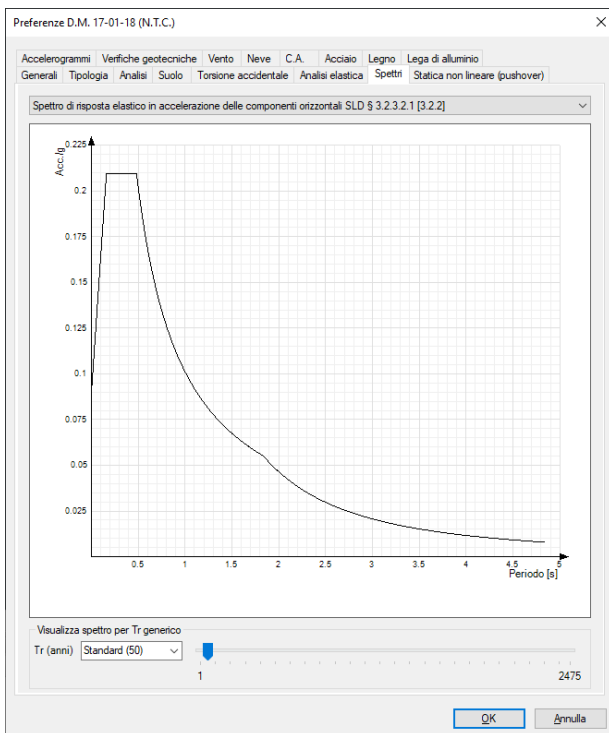 Preferenze D.M. 17-01-18 (N.T.C.)
Accelerogrammi Verifiche geotecniche Vento Neve C.A. Acciaio Legno Lega di alluminio
Generali Tipologia Analisi Suolo Torsione accidentale Analisi elastica Spettri Statica non lineare (pushover)
Spettro di risposta elastico in accelerazione delle componenti orizzontali SLD § 3.2.3.2.1 [3.2.2]
Acc./g
0.225
0.2
0.175
0.15
0.125
0.1
0.075
0.05
0.025
0.5 1 1.5 2 2.5 3 3.5 4 4.5 5
Periodo [s]
Visualizza spettro per Tr generico
Tr (anni) Standard (50)
1 2475
OK Annulla